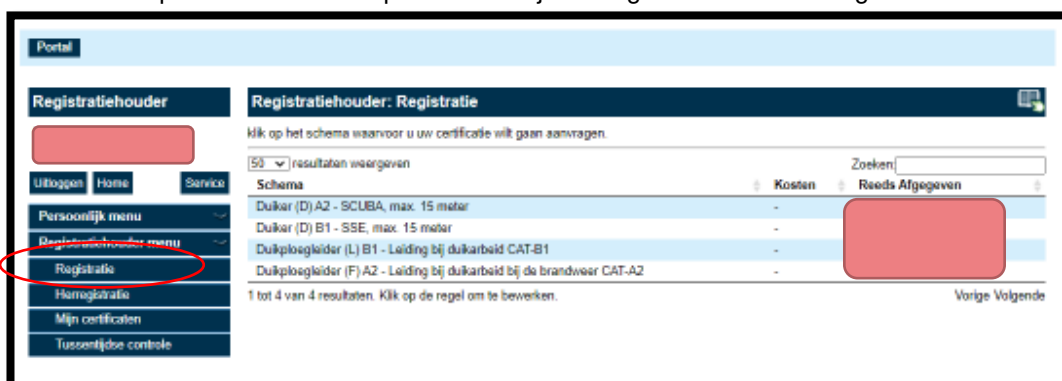 Portal
Registratiehouder
Uitloggen Home Service
Persoonlijk menu
Registratiehouder menu
Registratie
Herregistratie
Mijn certificaten
Tussentijdse controle
Registratiehouder: Registratie
klik op het schema waarvoor u uw certificatie wilt gaan aanvragen.
50 resultaten weergeven Zoeken:
Schema Kosten Reeds Afgegeven
Duiker (D) A2 - SCUBA, max. 15 meter -
Duiker (D) B1 - SSE, max. 15 meter -
Duikploegleider (L) B1 - Leiding bij duikarbeid CAT-B1 -
Duikploegleider (F) A2 - Leiding bij duikarbeid bij de brandweer CAT-A2 -
1 tot 4 van 4 resultaten. Klik op de regel om te bewerken. Vorige Volgende